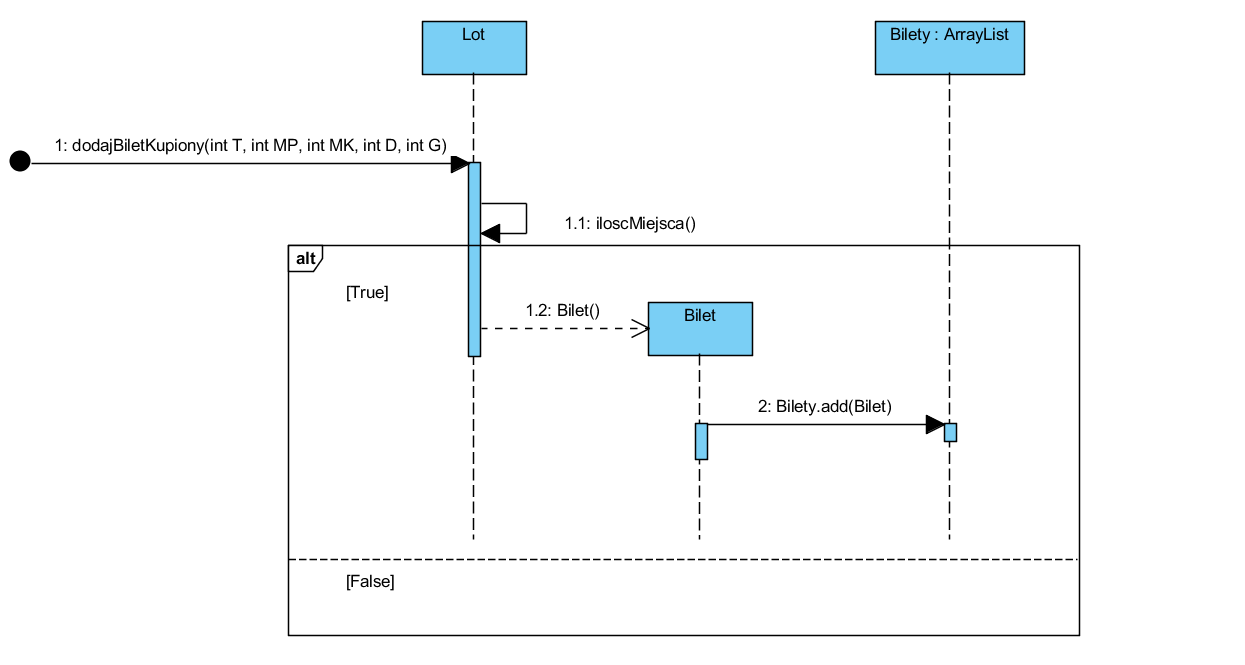 Lot
Bilety : ArrayList
1: dodajBiletKupiony(int T, int MP, int MK, int D, int G)
1.1: iloscMiejsca()
alt
[True]
1.2: Bilet()
Bilet
2: Bilety.add(Bilet)
[False]